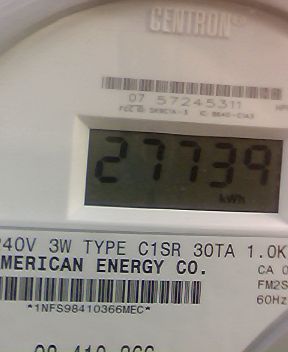 CENTRON®
07 57245311
27739
kWh
240V 3W TYPE C1SR 30TA 1.0K
AMERICAN ENERGY CO.
CA 0
FM2S
60Hz
*1NFS98410366MEC*